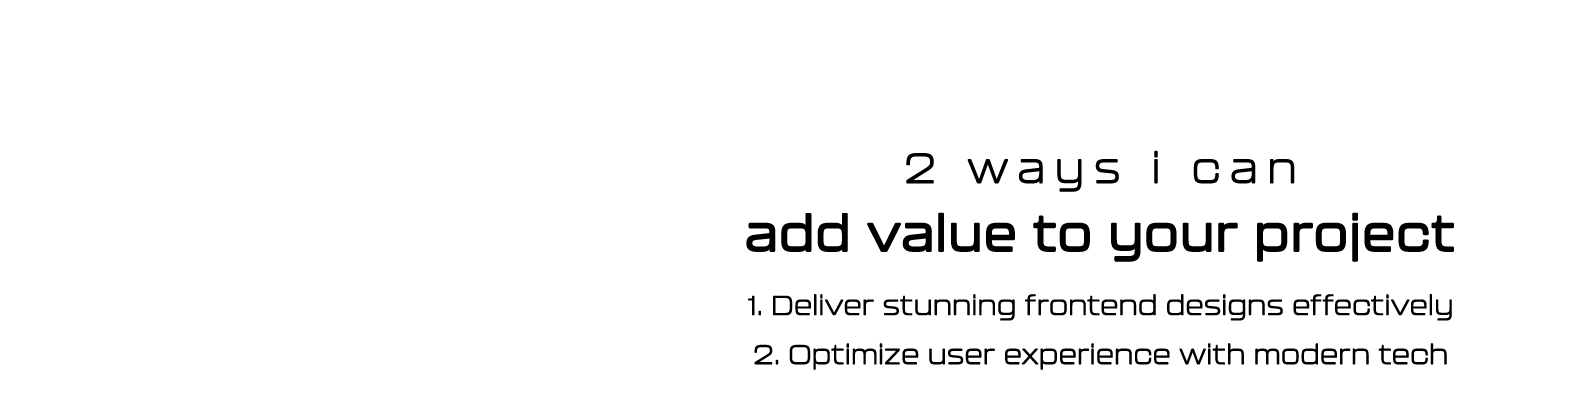 2 ways i can
add value to your project
1. Deliver stunning frontend designs effectively
2. Optimize user experience with modern tech